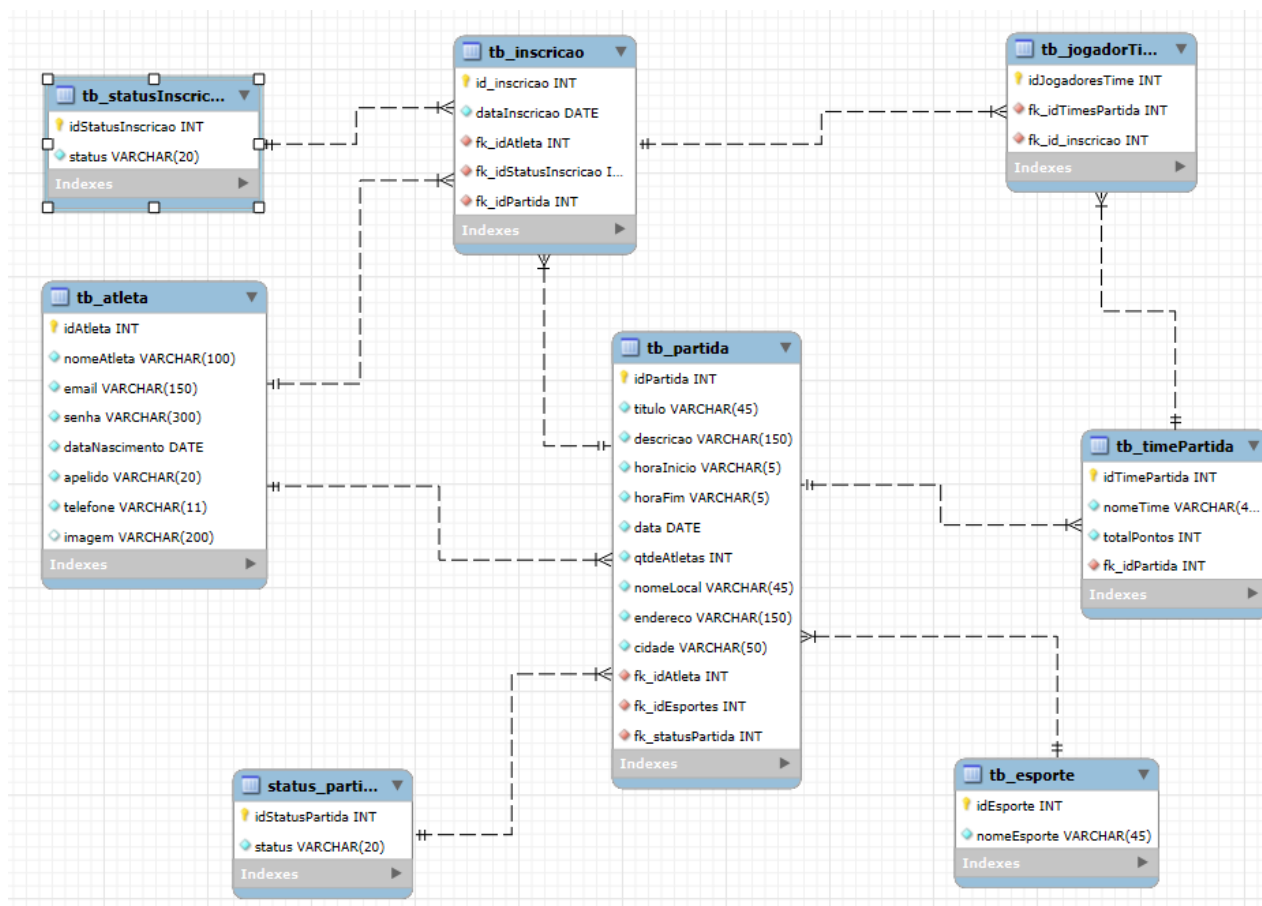 tb_statusInscric...
idStatusInscricao INT
status VARCHAR(20)
Indexes
tb_inscricao
id_inscricao INT
dataInscricao DATE
fk_idAtleta INT
fk_idStatusInscricao I...
fk_idPartida INT
Indexes
tb_jogadorTi...
idJogadoresTime INT
fk_idTimesPartida INT
fk_id_inscricao INT
Indexes
tb_atleta
idAtleta INT
nomeAtleta VARCHAR(100)
email VARCHAR(150)
senha VARCHAR(300)
dataNascimento DATE
apelido VARCHAR(20)
telefone VARCHAR(11)
imagem VARCHAR(200)
Indexes
tb_partida
idPartida INT
titulo VARCHAR(45)
descricao VARCHAR(150)
horaInicio VARCHAR(5)
horaFim VARCHAR(5)
data DATE
qtdeAtletas INT
nomeLocal VARCHAR(45)
endereco VARCHAR(150)
cidade VARCHAR(50)
fk_idAtleta INT
fk_idEsportes INT
fk_statusPartida INT
Indexes
tb_timePartida
idTimePartida INT
nomeTime VARCHAR(4...
totalPontos INT
fk_idPartida INT
Indexes
status_parti...
idStatusPartida INT
status VARCHAR(20)
Indexes
tb_esporte
idEsporte INT
nomeEsporte VARCHAR(45)
Indexes